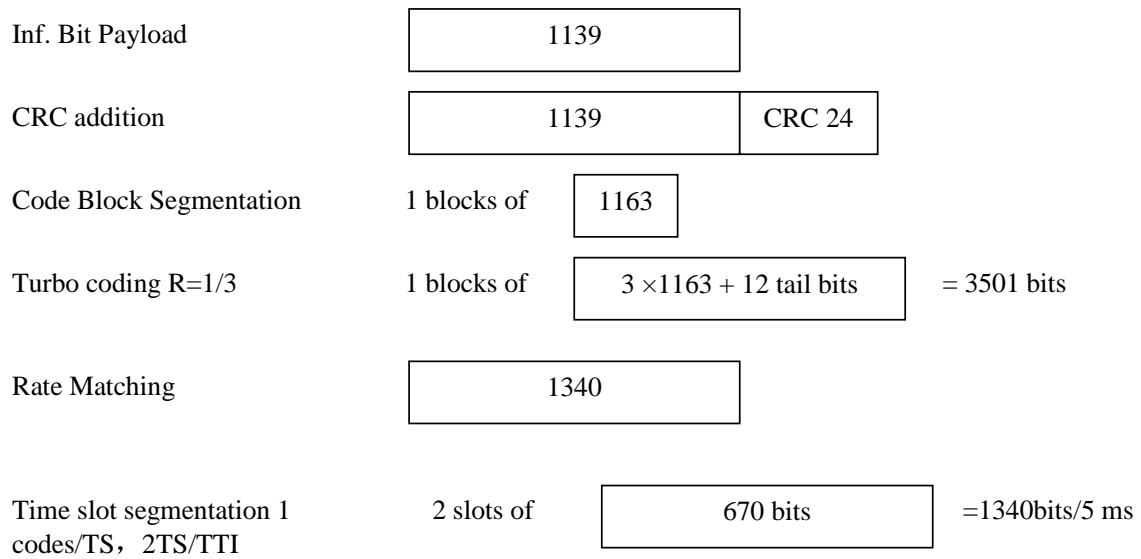 Inf. Bit Payload 1139
CRC addition 1139 CRC 24
Code Block Segmentation 1 blocks of 1163
Turbo coding R=1/3 1 blocks of 3 ×1163 + 12 tail bits = 3501 bits
Rate Matching 1340
Time slot segmentation 1 2 slots of 670 bits =1340bits/5 ms
codes/TS，2TS/TTI